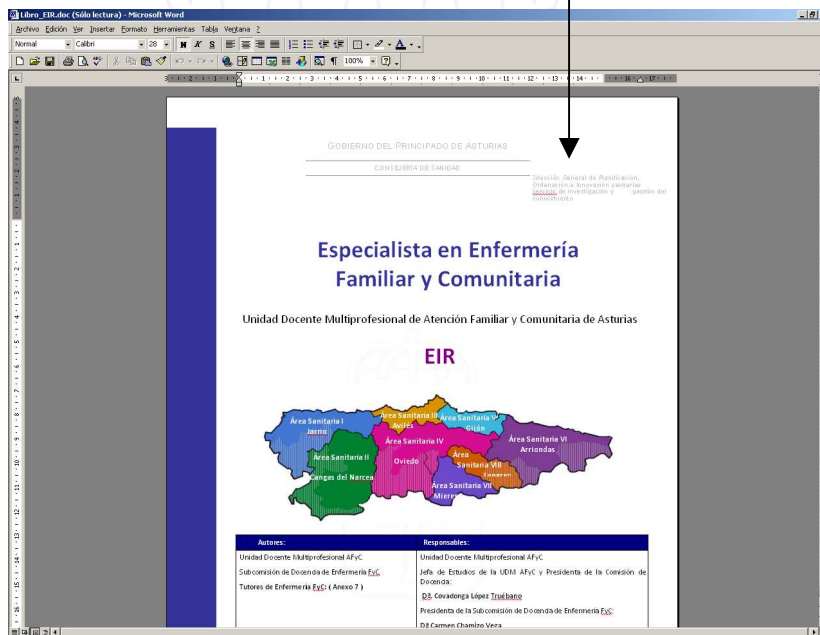 Libro_EIR.doc (Sólo lectura) - Microsoft Word
Archivo Edición Ver Insertar Formato Herramientas Tabla Ventana ?
Normal Calibri 28 N K S
100%
GOBIERNO DEL PRINCIPADO DE ASTURIAS
CONSEJERÍA DE SANIDAD
Dirección General de Planificación,
Ordenación e Innovación sanitarias
Servicio de investigación y gestión del
conocimiento
Especialista en Enfermería
Familiar y Comunitaria
Unidad Docente Multiprofesional de Atención Familiar y Comunitaria de Asturias
EIR
Área Sanitaria I
Jarrio
Área Sanitaria II
Cangas del Narcea
Área Sanitaria III
Avilés
Área Sanitaria IV
Oviedo
Área Sanitaria V
Gijón
Área Sanitaria VI
Arriondas
Área Sanitaria VII
Mieres
Área
Sanitaria VIII
Autores:
Unidad Docente Multiprofesional AFyC
Subcomisión de Docencia de Enfermería FyC
Tutores de Enfermería FyC: ( Anexo 7 )
Responsables:
Unidad Docente Multiprofesional AFyC
Jefa de Estudios de la UDM AFyC y Presidenta de la Comisión de
Docencia:
Dª. Covadonga López Truébano
Presidenta de la Subcomisión de Docencia de Enfermería FyC:
Dª Carmen Chamizo Vega